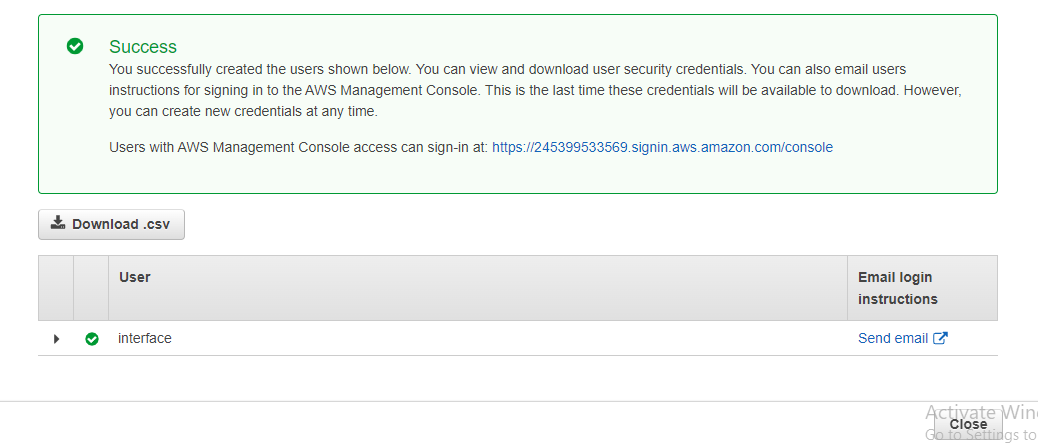 Success
You successfully created the users shown below. You can view and download user security credentials. You can also email users
instructions for signing in to the AWS Management Console. This is the last time these credentials will be available to download. However,
you can create new credentials at any time.
Users with AWS Management Console access can sign-in at: https://245399533569.signin.aws.amazon.com/console
Download .csv
User
Email login
instructions
interface
Send email
Activate Win
Close
Go to Settings to